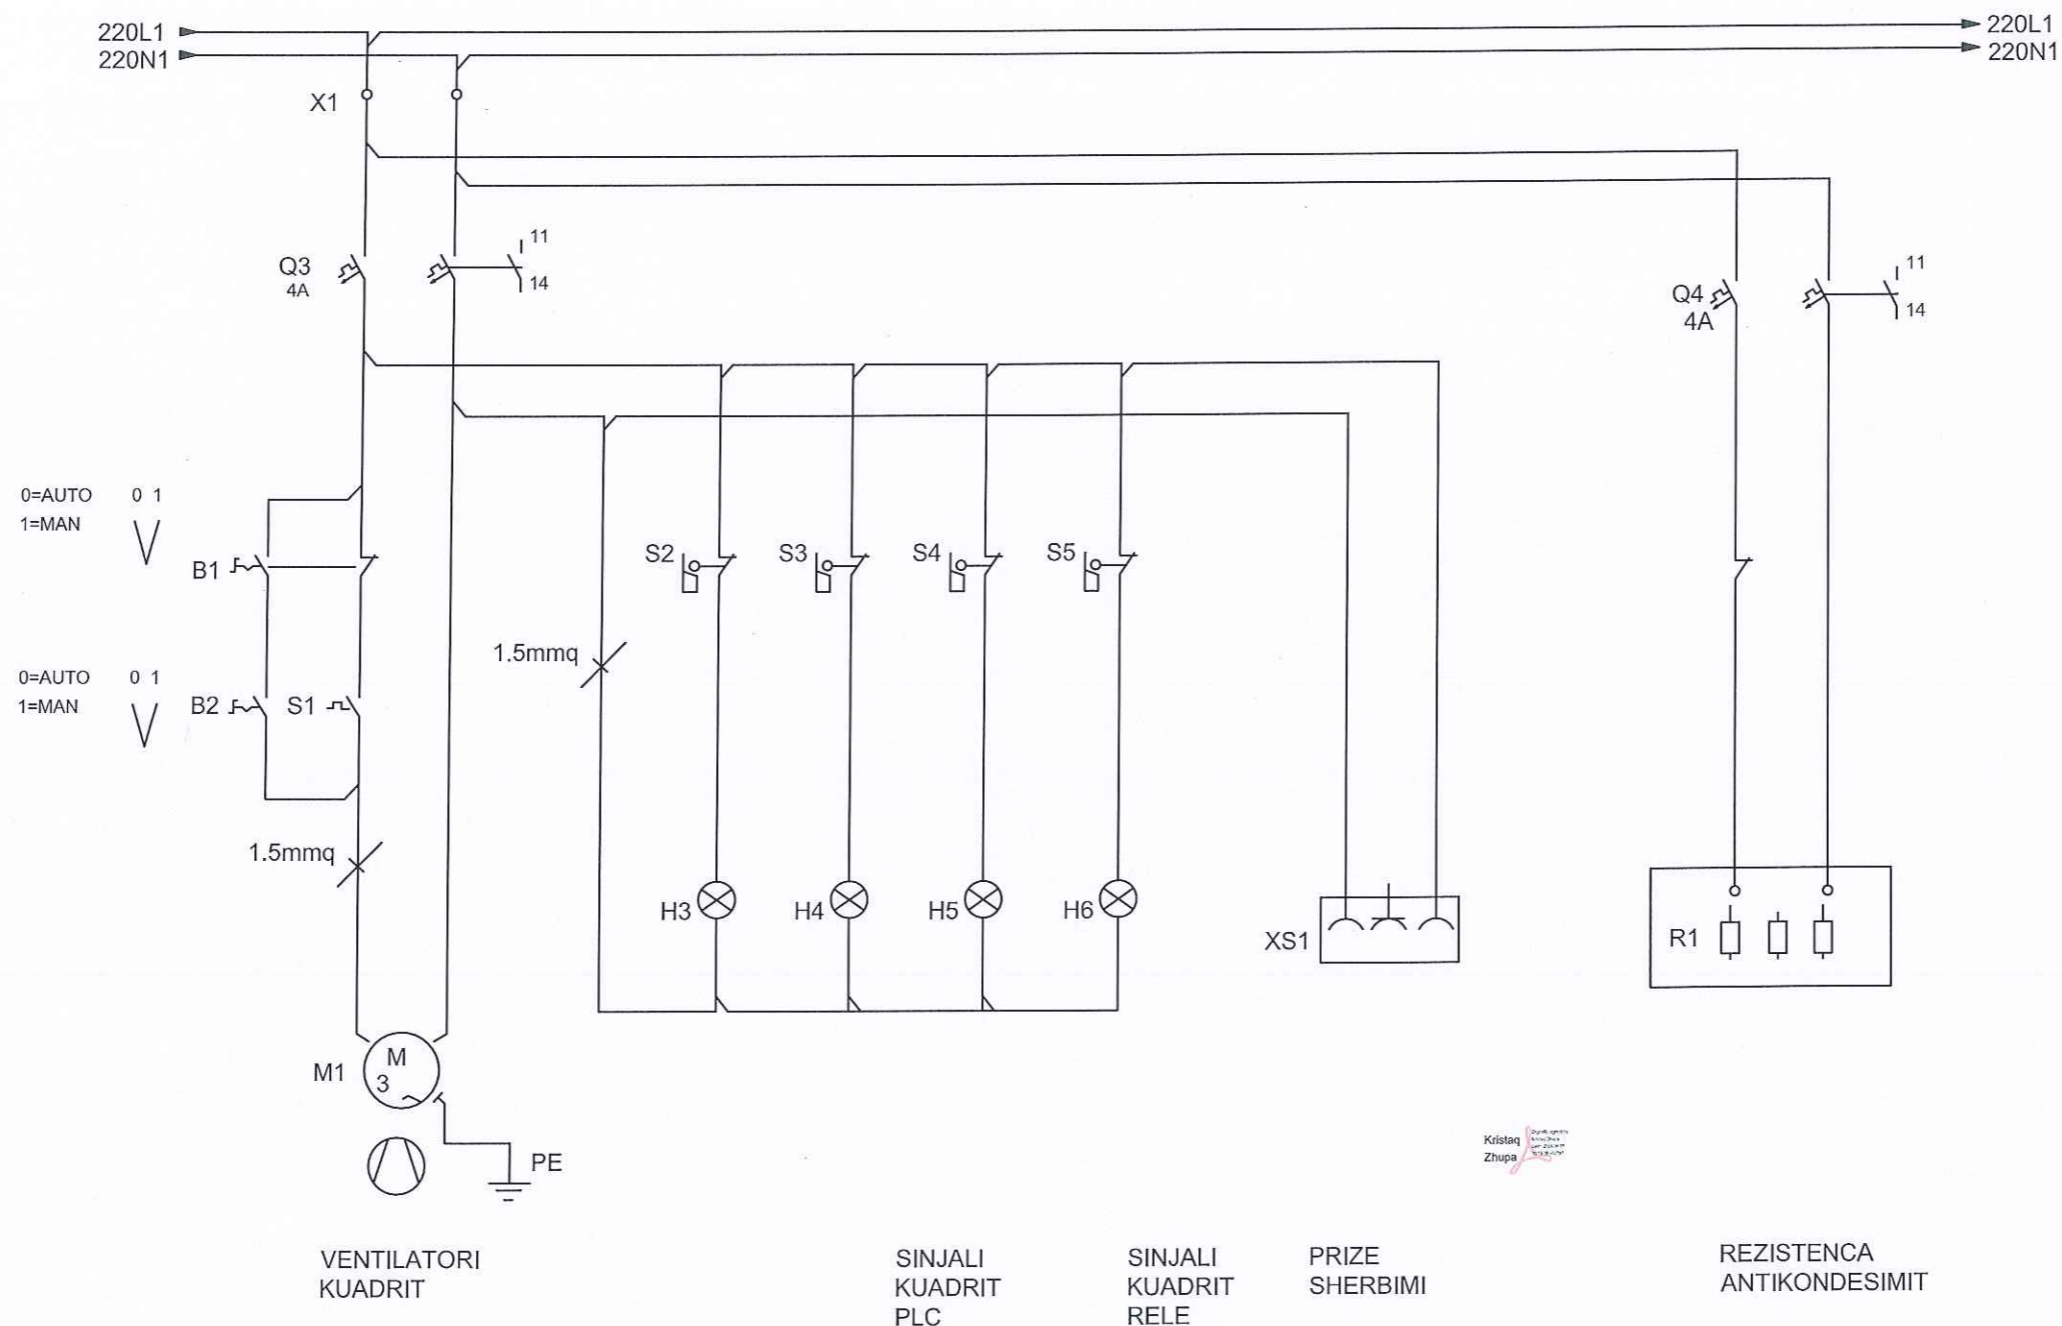 220L1
220L1
220N1
220N1
X1
Q3
4A
11
14
Q4
4A
11
14
0=AUTO 0 1
1=MAN
B1
S2
S3
S4
S5
1.5mmq
0=AUTO 0 1
1=MAN
B2
S1
1.5mmq
H3
H4
H5
H6
XS1
R1
M1
M
3
PE
Kristaq
Zhupa
VENTILATORI
KUADRIT
SINJALI
KUADRIT
PLC
SINJALI
KUADRIT
RELE
PRIZE
SHERBIMI
REZISTENCA
ANTIKONDESIMIT